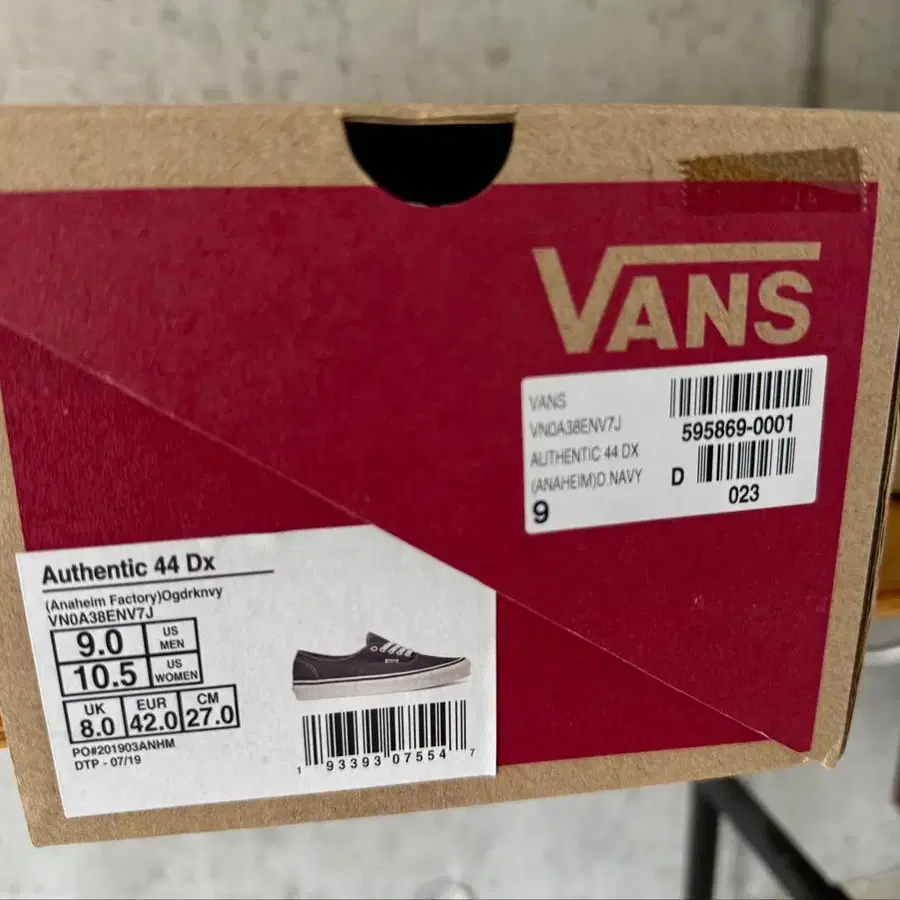 VANS
VANS
VN0A38ENV7J
AUTHENTIC 44 DX
(ANAHEIM)O.NAVY
9
595869-0001
D
023
Authentic 44 Dx
(Anaheim Factory)Ogdrknvy
VN0A38ENV7J
9.0 US MEN
10.5 US WOMEN
UK 8.0 EUR 42.0 CM 27.0
PO#201903ANHM
DTP - 07/19
1 93393 07554 7